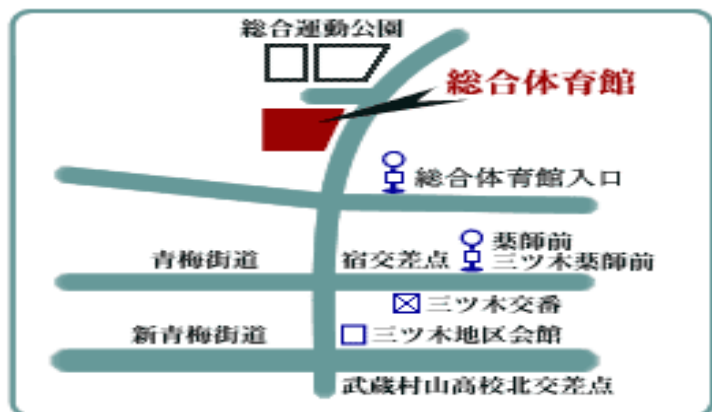 総合運動公園
総合体育館
総合体育館入口
薬師前
青梅街道
宿交差点
三ツ木薬師前
三ツ木交番
新青梅街道
三ツ木地区会館
武蔵村山高校北交差点